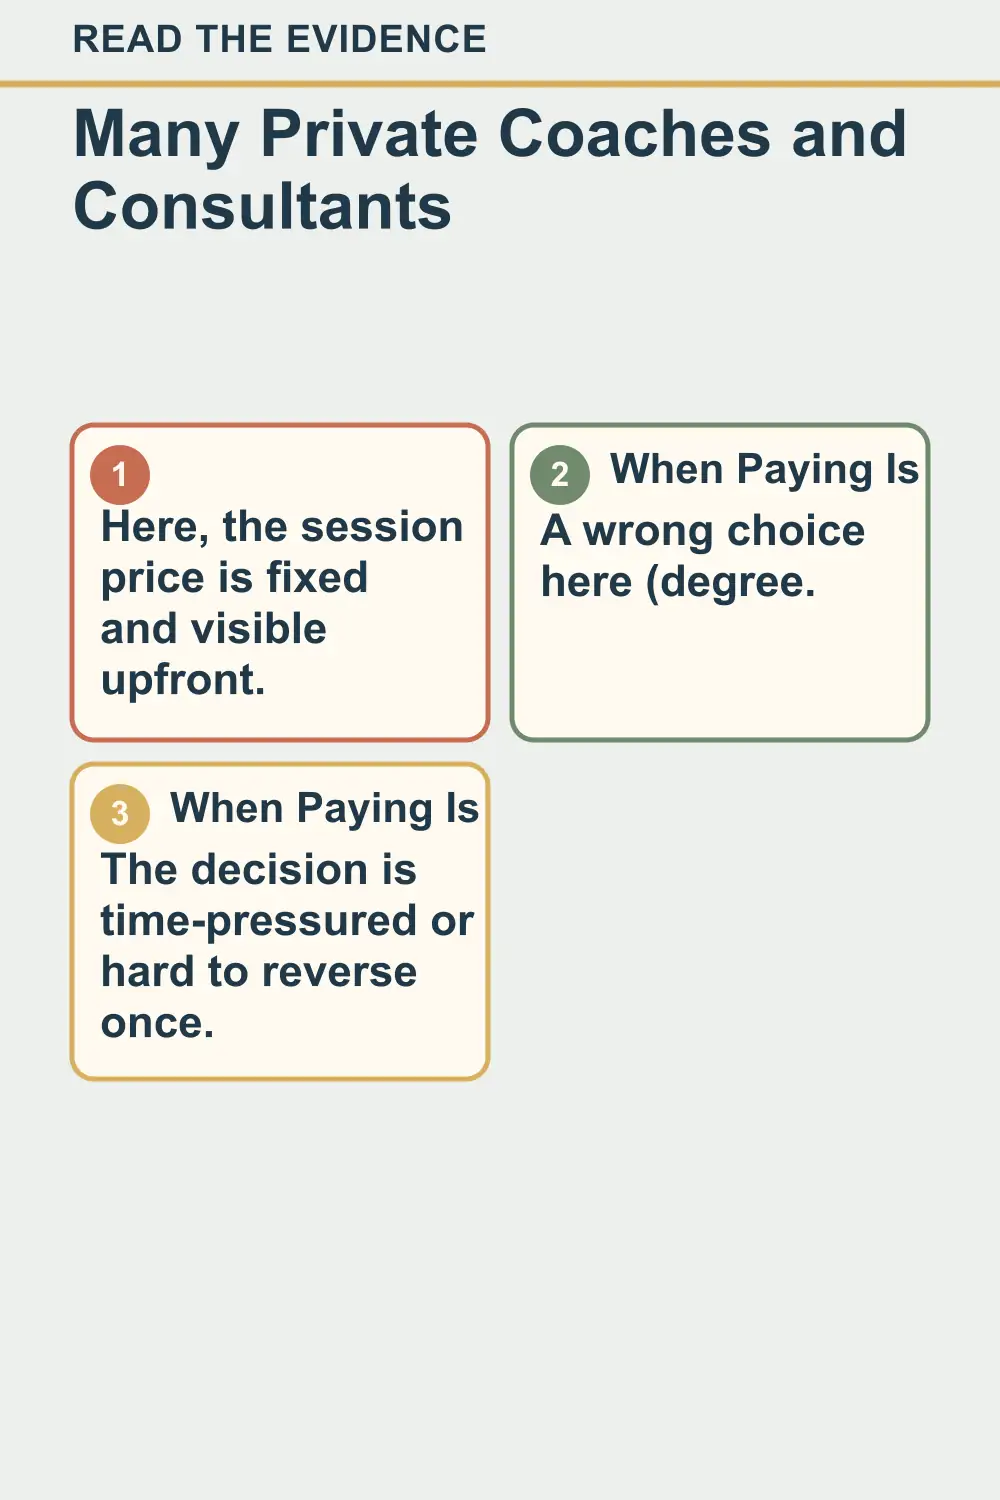 READ THE EVIDENCE
Many Private Coaches and
Consultants
1
Here, the session
price is fixed
and visible
upfront.
2 When Paying Is
A wrong choice
here (degree.
3 When Paying Is
The decision is
time-pressured or
hard to reverse
once.